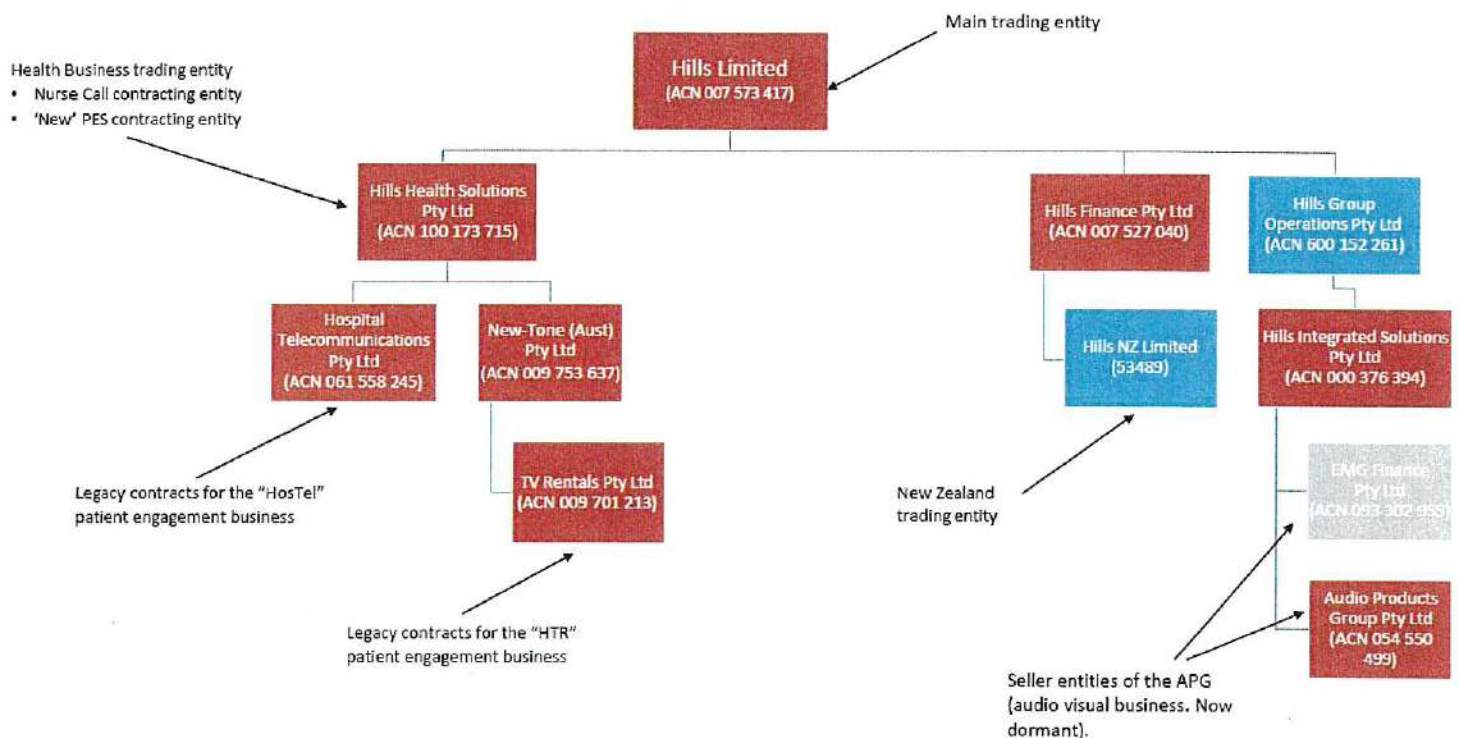 Main trading entity
Hills Limited
(ACN 007 573 417)
Health Business trading entity
• Nurse Call contracting entity
• ‘New’ PES contracting entity
Hills Health Solutions
Pty Ltd
(ACN 100 173 715)
Hills Finance Pty Ltd
(ACN 007 527 040)
Hills Group
Operations Pty Ltd
(ACN 600 152 261)
Hospital
Telecommunications
Pty Ltd
(ACN 061 558 245)
New-Tone (Aust)
Pty Ltd
(ACN 009 753 637)
Hills NZ Limited
(53489)
Hills Integrated Solutions
Pty Ltd
(ACN 000 376 394)
TV Rentals Pty Ltd
(ACN 009 701 213)
EMG Finance
Pty Ltd
(ACN 093 302 959)
Legacy contracts for the “HosTel”
patient engagement business
New Zealand
trading entity
Audio Products
Group Pty Ltd
(ACN 054 550
499)
Legacy contracts for the “HTR”
patient engagement business
Seller entities of the APG
(audio visual business. Now
dormant).